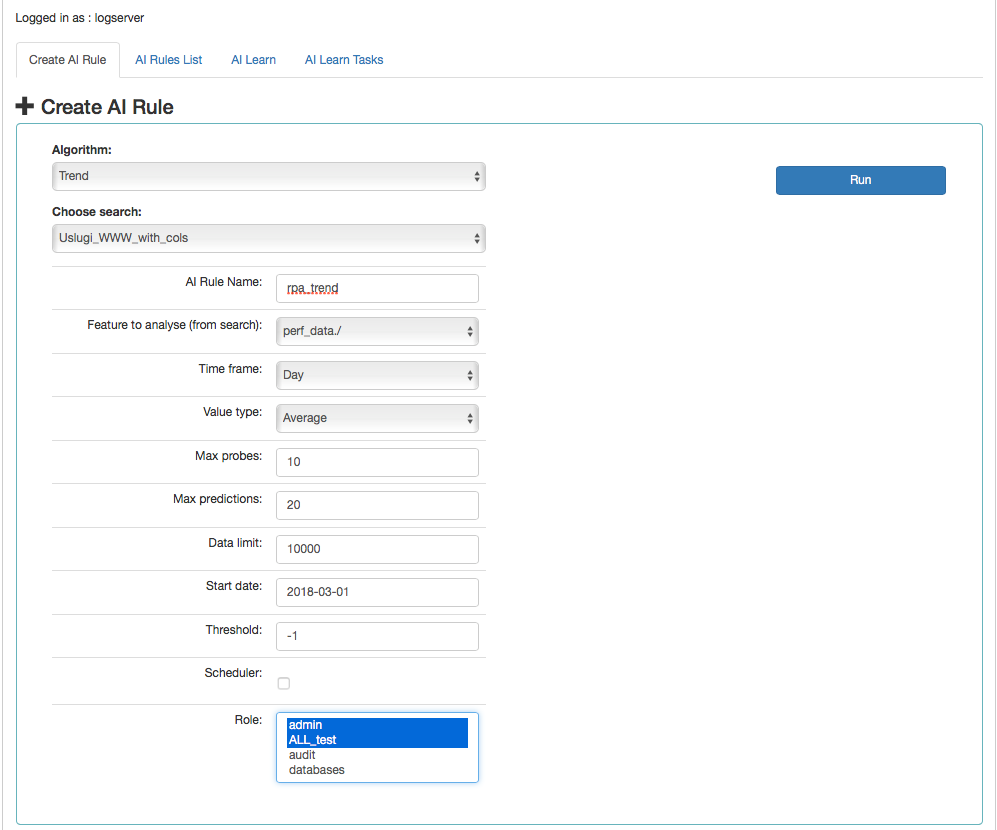 Logged in as : logserver
Create AI Rule AI Rules List AI Learn AI Learn Tasks
Create AI Rule
Algorithm:
Trend
Run
Choose search:
Uslugi_WWW_with_cols
AI Rule Name: rpa_trend
Feature to analyse (from search): perf_data./
Time frame: Day
Value type: Average
Max probes: 10
Max predictions: 20
Data limit: 10000
Start date: 2018-03-01
Threshold: -1
Scheduler:
Role: admin
ALL_test
audit
databases